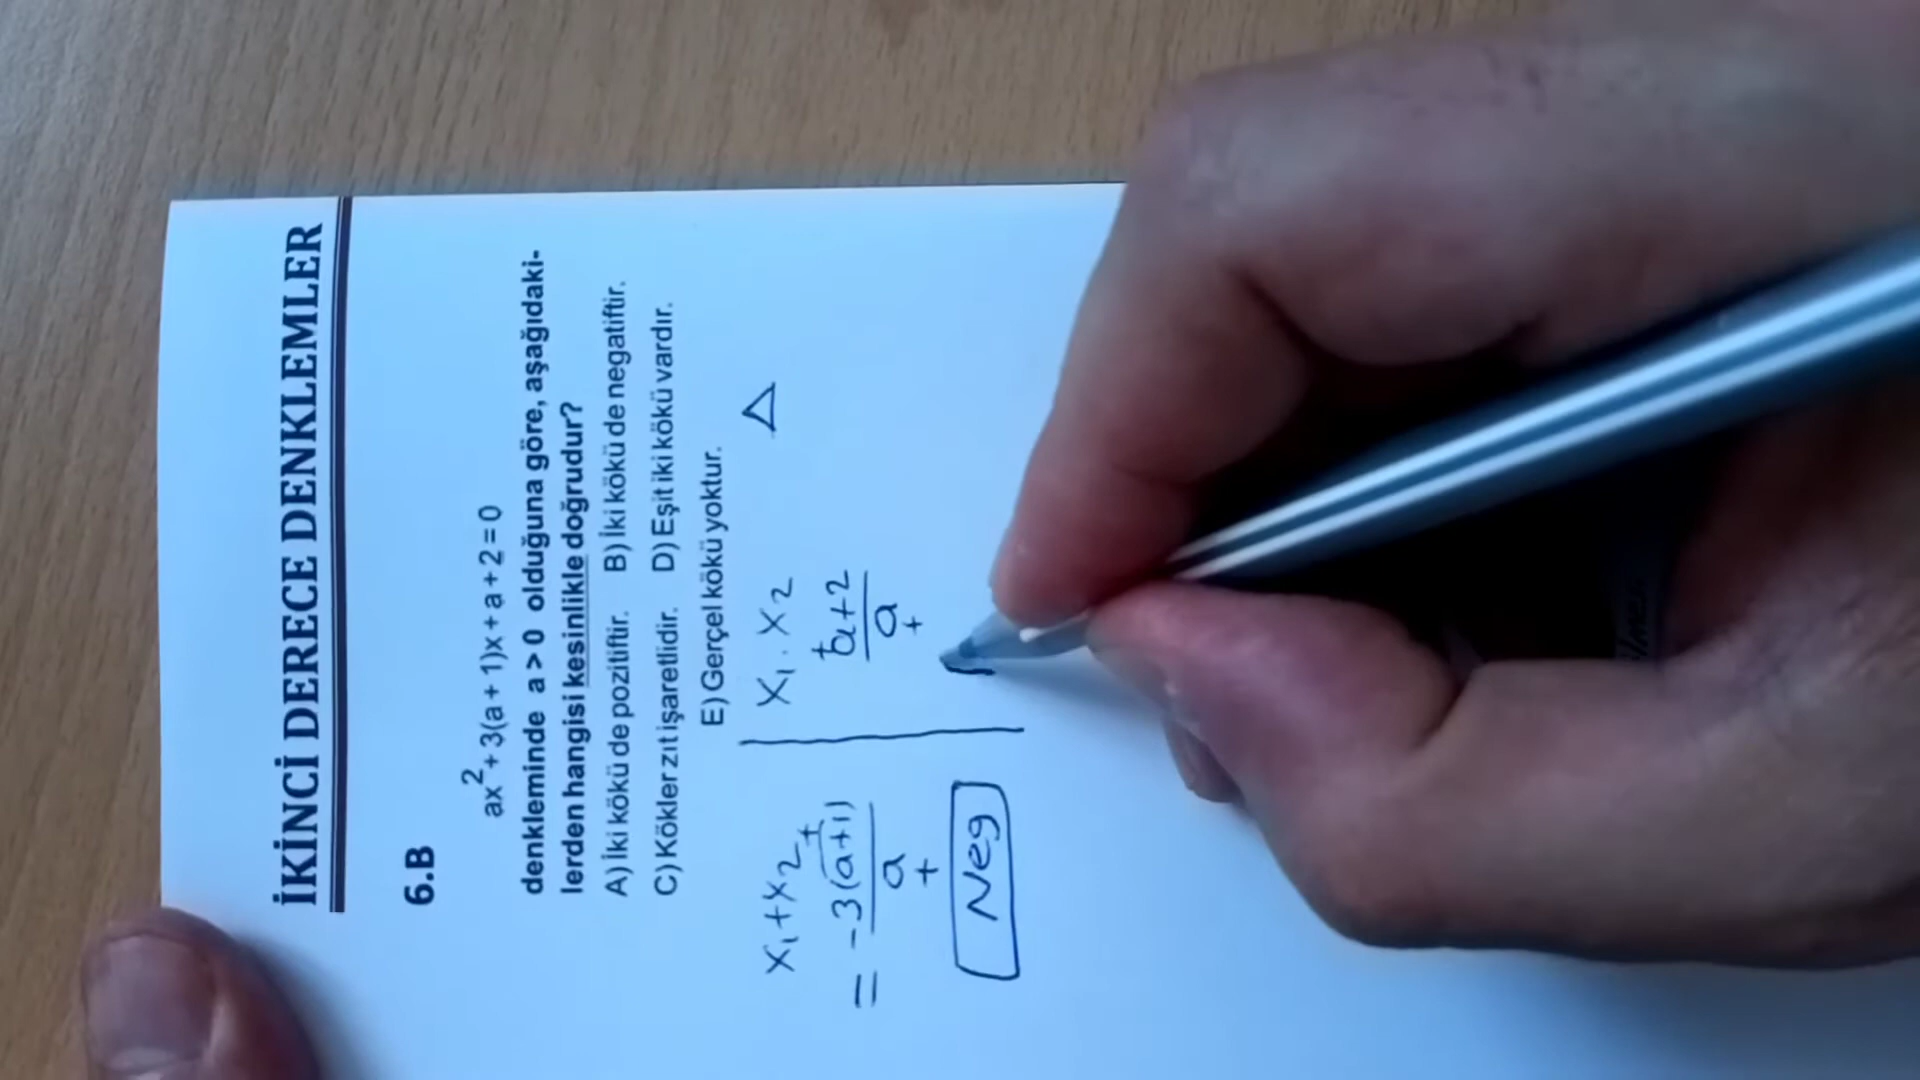 İKİNCİ DERECE DENKLEMLER
6.B
ax² + 3(a + 1)x + a + 2 = 0
denkleminde a > 0 olduğuna göre, aşağıdaki-
lerden hangisi kesinlikle doğrudur?
A) İki kökü de pozitiftir. B) İki kökü de negatiftir.
C) Kökler zıt işaretlidir. D) Eşit iki kökü vardır.
E) Gerçel kökü yoktur.
x₁+x₂
= -3(a+1)
+
a
+
Neg
x₁.x₂
+
a+2
a
+
Δ